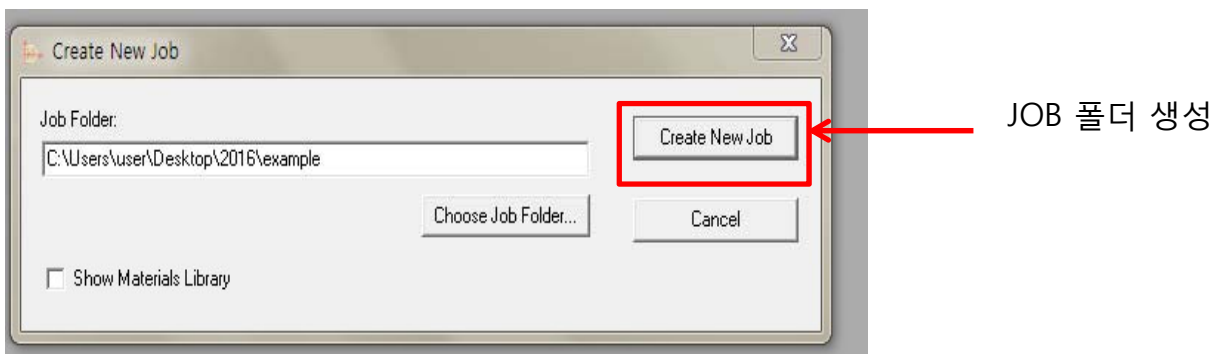 Create New Job
Job Folder:
C:\Users\user\Desktop\2016\example
Create New Job
JOB 폴더 생성
Choose Job Folder...
Cancel
Show Materials Library